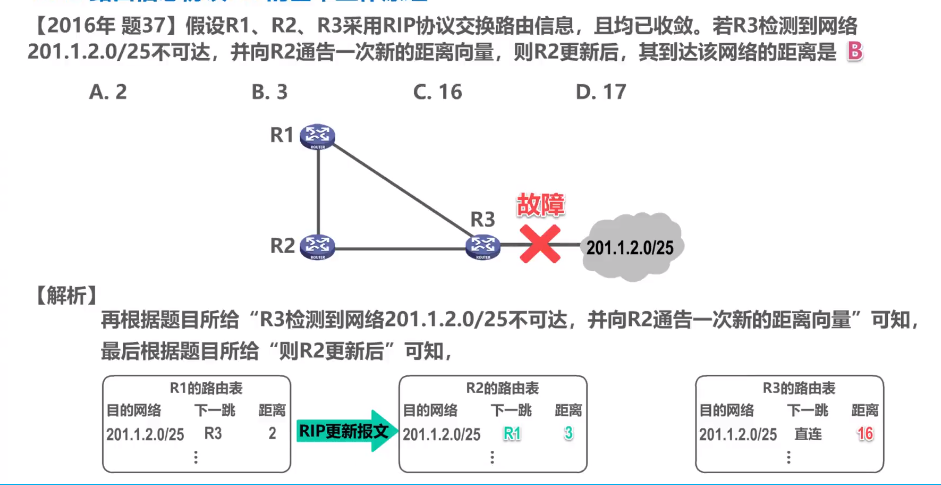 【2016年 题37】假设R1、R2、R3采用RIP协议交换路由信息，且均已收敛。若R3检测到网络
201.1.2.0/25不可达，并向R2通告一次新的距离向量，则R2更新后，其到达该网络的距离是 B
A. 2 B. 3 C. 16 D. 17
R1
故障
R3
R2
201.1.2.0/25
【解析】
再根据题目所给“R3检测到网络201.1.2.0/25不可达，并向R2通告一次新的距离向量”可知，
最后根据题目所给“则R2更新后”可知，
R1的路由表
目的网络 下一跳 距离
201.1.2.0/25 R3 2
⋮
RIP更新报文
R2的路由表
目的网络 下一跳 距离
201.1.2.0/25 R1 3
⋮
R3的路由表
目的网络 下一跳 距离
201.1.2.0/25 直连 16
⋮